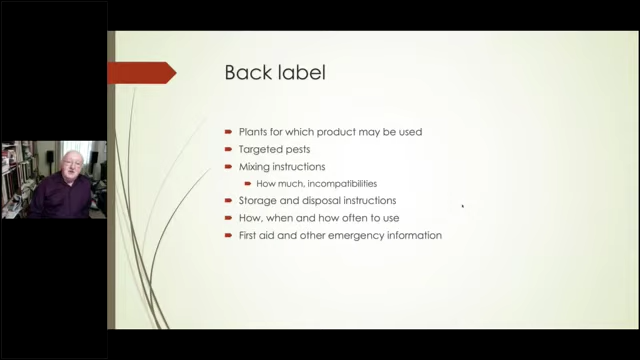 Back label
Plants for which product may be used
Targeted pests
Mixing instructions
How much, incompatibilities
Storage and disposal instructions
How, when and how often to use
First aid and other emergency information